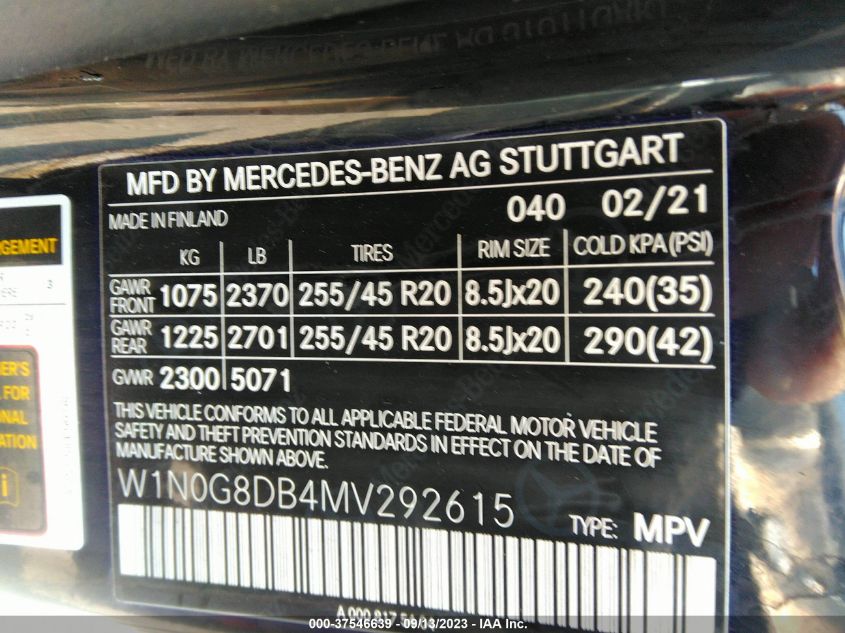 MFD BY MERCEDES-BENZ AG STUTTGART
MADE IN FINLAND 040 02/21
KG LB TIRES RIM SIZE COLD KPA(PSI)
GAWR FRONT 1075 2370 255/45 R20 8.5Jx20 240(35)
GAWR REAR 1225 2701 255/45 R20 8.5Jx20 290(42)
GVWR 2300 5071
THIS VEHICLE CONFORMS TO ALL APPLICABLE FEDERAL MOTOR VEHICLE
SAFETY AND THEFT PREVENTION STANDARDS IN EFFECT ON THE DATE OF
MANUFACTURE SHOWN ABOVE.
W1N0G8DB4MV292615
TYPE: MPV
A 000 817
000-37546639 - 09/13/2023 - IAA Inc.